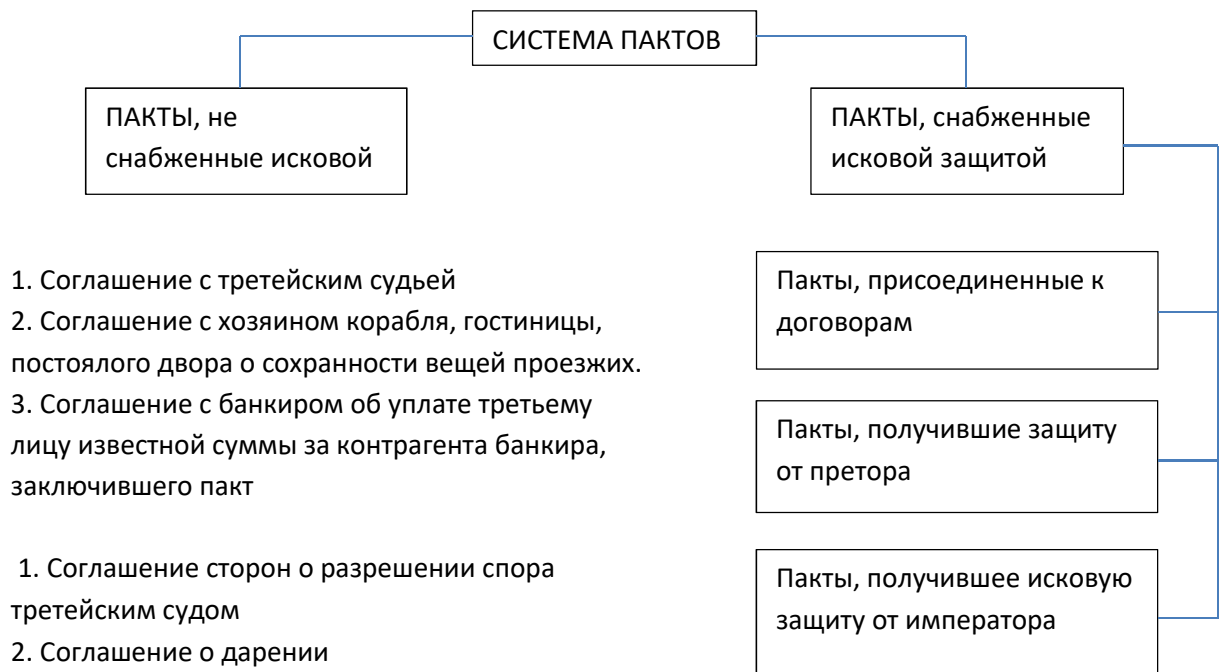 СИСТЕМА ПАКТОВ
ПАКТЫ, не
снабженные исковой
ПАКТЫ, снабженные
исковой защитой
1. Соглашение с третейским судьей
2. Соглашение с хозяином корабля, гостиницы,
постоялого двора о сохранности вещей проезжих.
3. Соглашение с банкиром об уплате третьему
лицу известной суммы за контрагента банкира,
заключившего пакт
1. Соглашение сторон о разрешении спора
третейским судом
2. Соглашение о дарении
Пакты, присоединенные к
договорам
Пакты, получившие защиту
от претора
Пакты, получившее исковую
защиту от императора